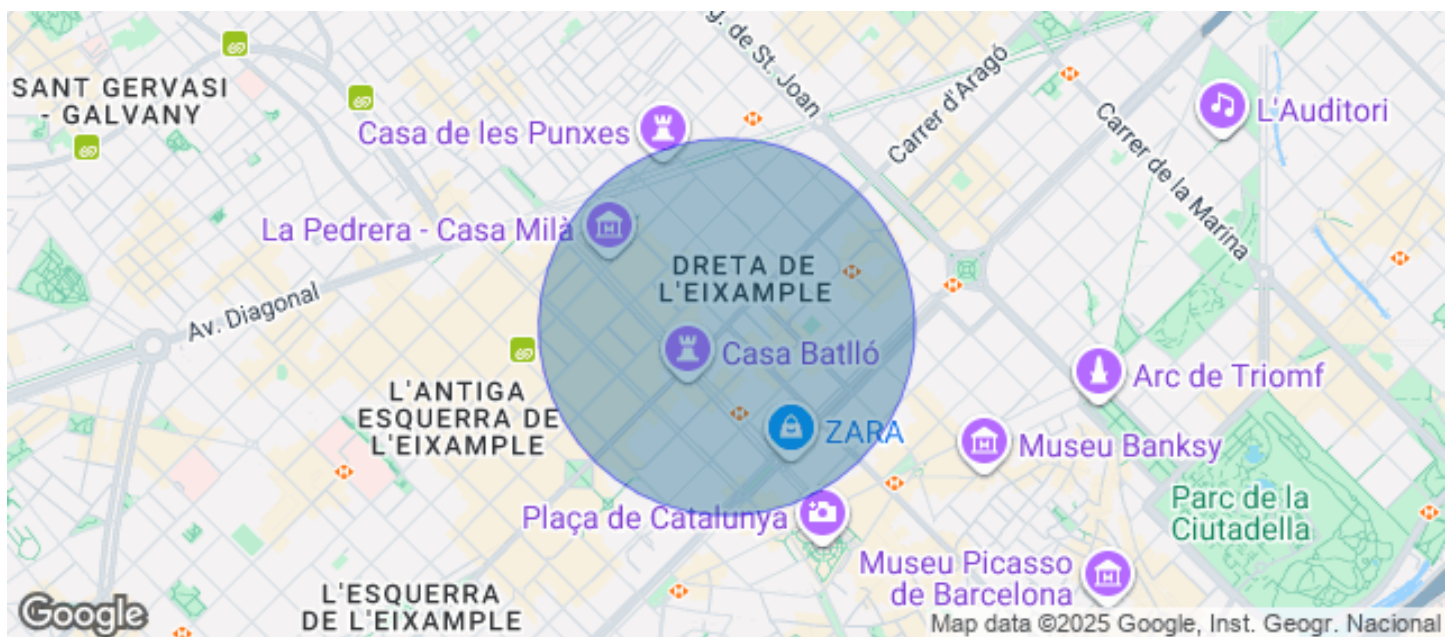 g. de St. Joan
Carrer d'Aragó
Carrer de la Marina
L'Auditori
SANT GERVASI
- GALVANY
Casa de les Punxes
La Pedrera - Casa Milà
DRETA DE
L'EIXAMPLE
Av. Diagonal
Casa Batlló
L'ANTIGA
ESQUERRA DE
L'EIXAMPLE
ZARA
Arc de Triomf
Museu Banksy
Plaça de Catalunya
Parc de la
Ciutadella
Museu Picasso
de Barcelona
L'ESQUERRA
DE L'EIXAMPLE
Google
Map data ©2025 Google, Inst. Geogr. Nacional